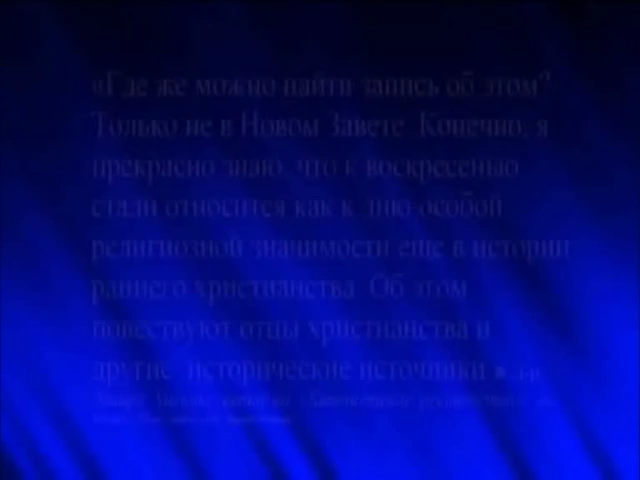 «Где же можно найти запись об этом?
Только не в Новом Завете. Конечно, я
прекрасно знаю, что к воскресенью
стали относится как к дню особой
религиозной значимости еще в истории
раннего христианства. Об этом
повествуют отцы христианства и
другие исторические источники